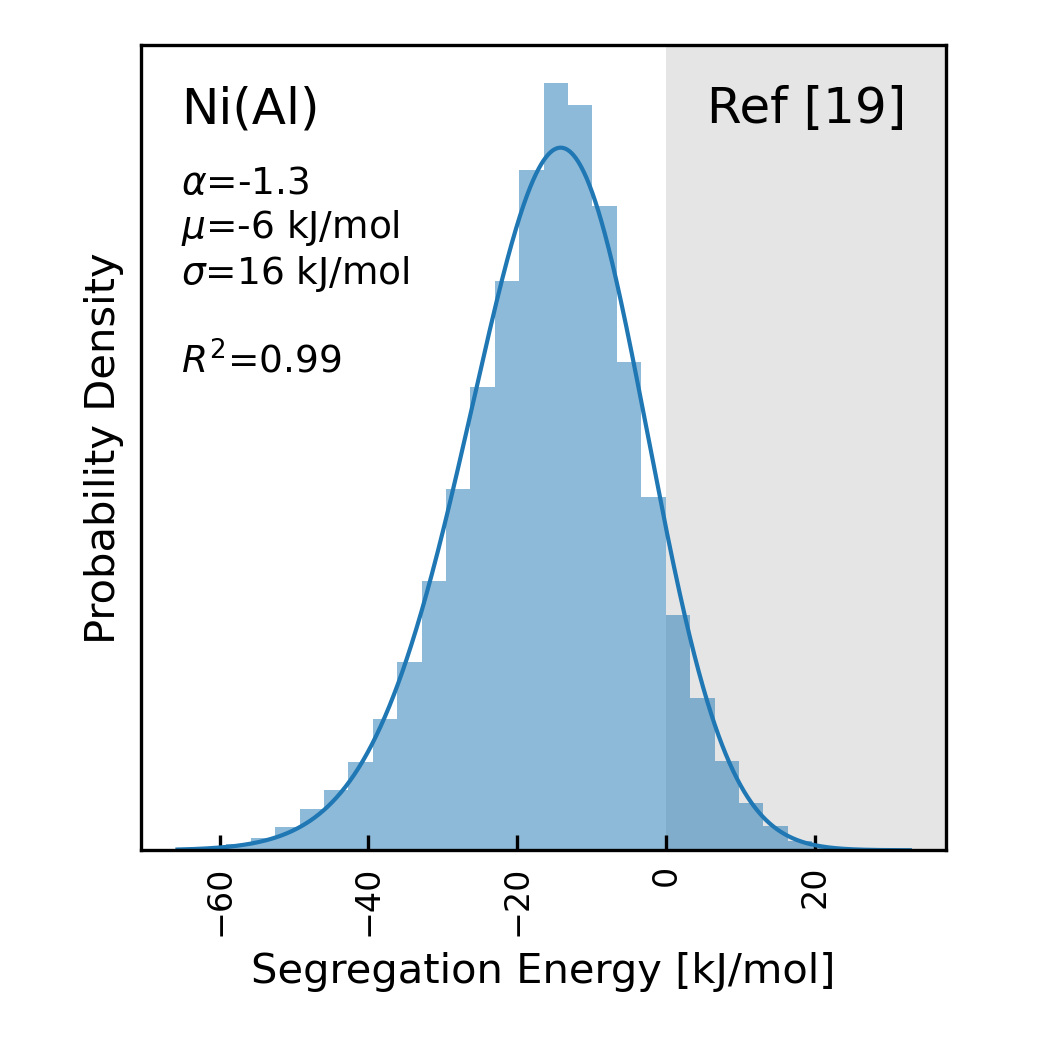 Ni(Al)
Ref [19]
α=-1.3
μ=-6 kJ/mol
σ=16 kJ/mol
R²=0.99
Probability Density
−60
−40
−20
0
20
Segregation Energy [kJ/mol]